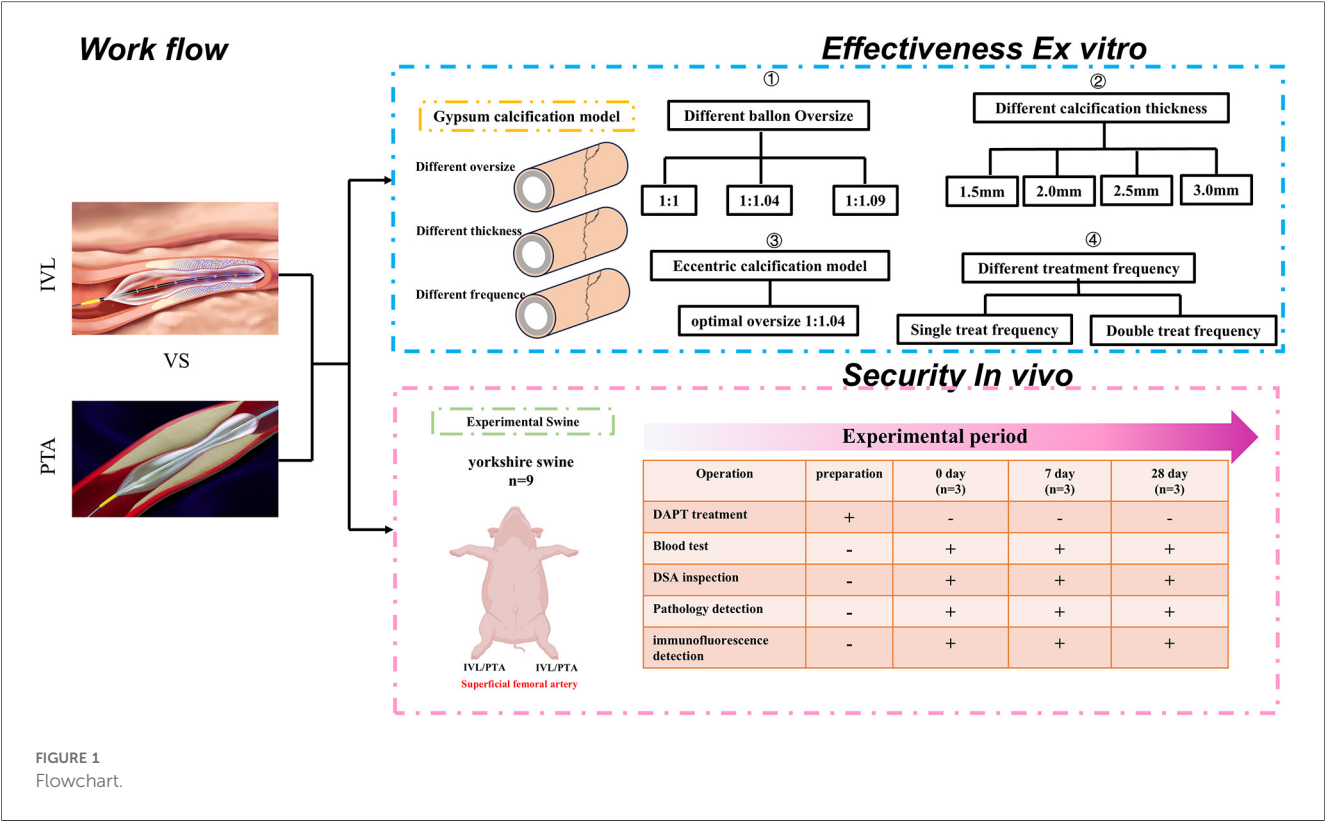 Work flow
Effectiveness Ex vitro
IVL
VS
PTA
Gypsum calcification model
Different oversize
Different thickness
Different frequence
①
Different ballon Oversize
1:1
1:1.04
1:1.09
②
Different calcification thickness
1.5mm
2.0mm
2.5mm
3.0mm
③
Eccentric calcification model
optimal oversize 1:1.04
④
Different treatment frequency
Single treat frequency
Double treat frequency
Security In vivo
Experimental Swine
yorkshire swine
n=9
IVL/PTA IVL/PTA
Superficial femoral artery
Experimental period
Operation preparation 0 day 7 day 28 day
(n=3) (n=3) (n=3)
DAPT treatment + - - -
Blood test - + + +
DSA inspection - + + +
Pathology detection - + + +
immunofluorescence
detection - + + +
FIGURE 1
Flowchart.